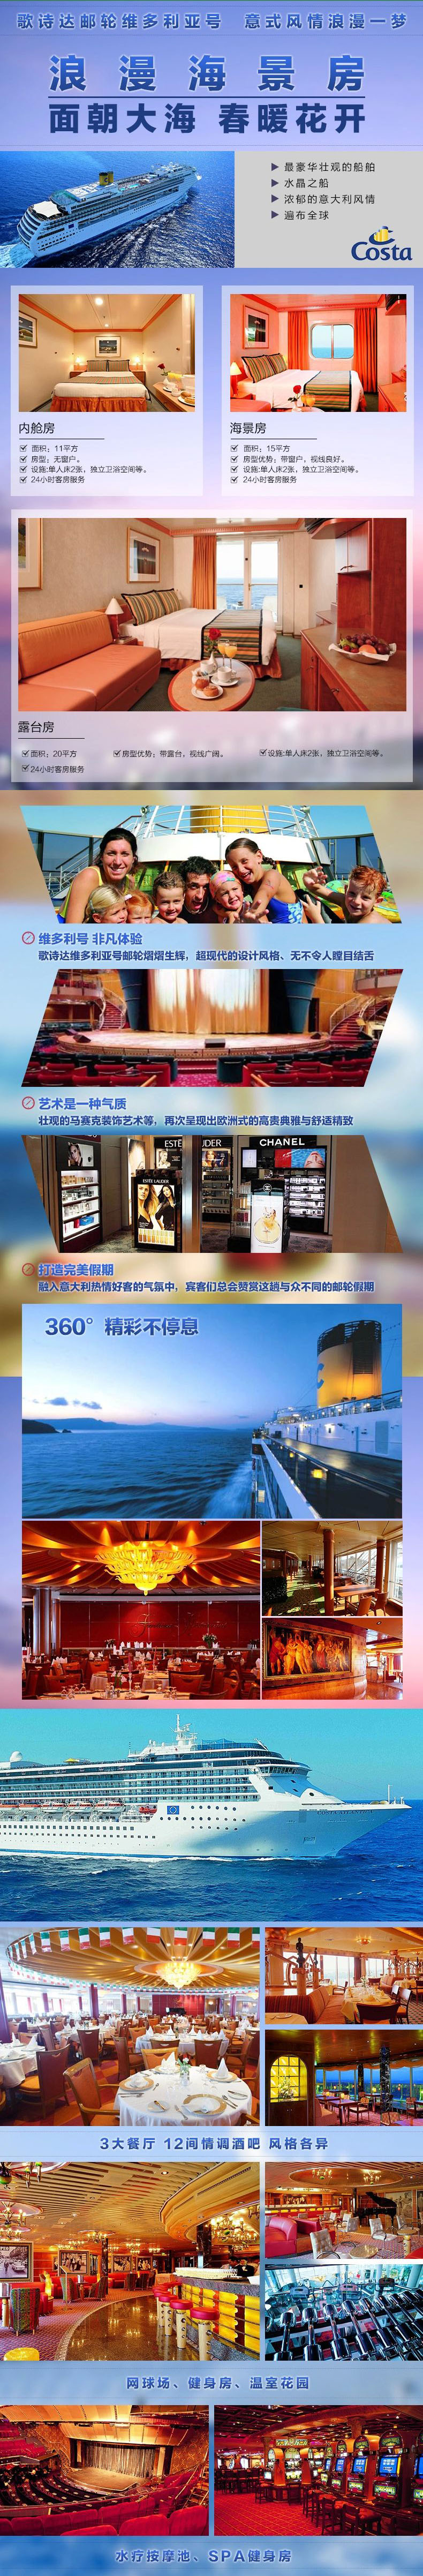 歌诗达邮轮维多利亚号 意式风情浪漫一梦
浪漫海景房
面朝大海 春暖花开
最豪华壮观的船舶
水晶之船
浓郁的意大利风情
遍布全球
Costa
内舱房
面积：11平方
房型：无窗户。
设施:单人床2张，独立卫浴空间等。
24小时客房服务
海景房
面积：15平方
房型优势：带窗户，视线良好。
设施:单人床2张，独立卫浴空间等。
24小时客房服务
露台房
面积：20平方
房型优势：带露台，视线广阔。
设施:单人床2张，独立卫浴空间等。
24小时客房服务
维多利号 非凡体验
歌诗达维多利亚号邮轮熠熠生辉，超现代的设计风格、无不令人瞠目结舌
艺术是一种气质
壮观的马赛克装饰艺术等，再次呈现出欧洲式的高贵典雅与舒适精致
ESTÉE LAUDER
CHANEL
ESTÉE LAUDER
打造完美假期
融入意大利热情好客的气氛中，宾客们总会赞赏这趟与众不同的邮轮假期
360°精彩不停息
3大餐厅 12间情调酒吧 风格各异
网球场、健身房、温室花园
水疗按摩池、SPA健身房